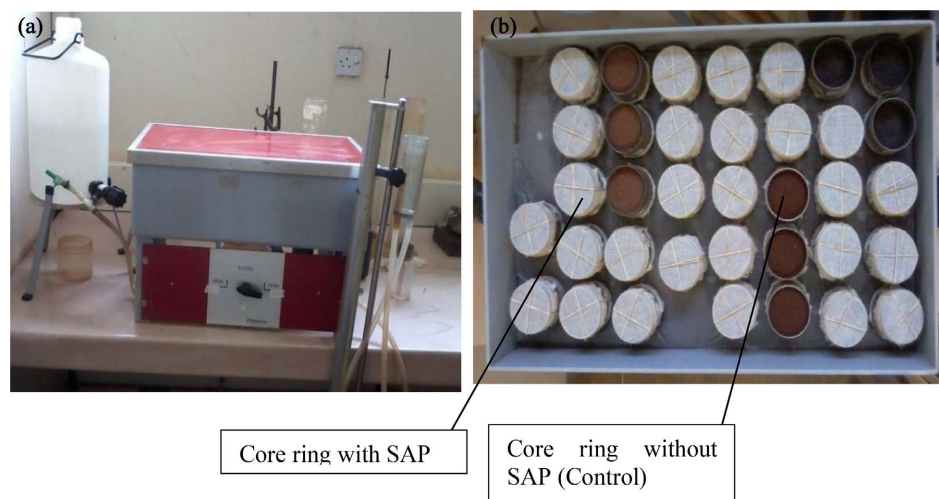 (a)
(b)
Core ring with SAP
Core ring without
SAP (Control)